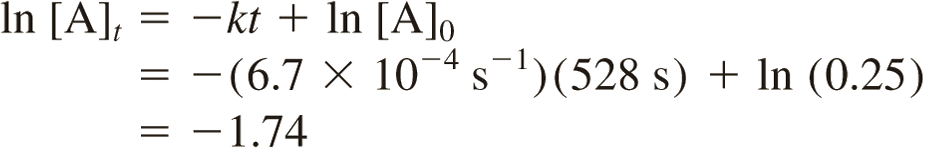 ln [A]ₜ = −kt + ln [A]₀
= −(6.7 × 10⁻⁴ s⁻¹)(528 s) + ln (0.25)
= −1.74